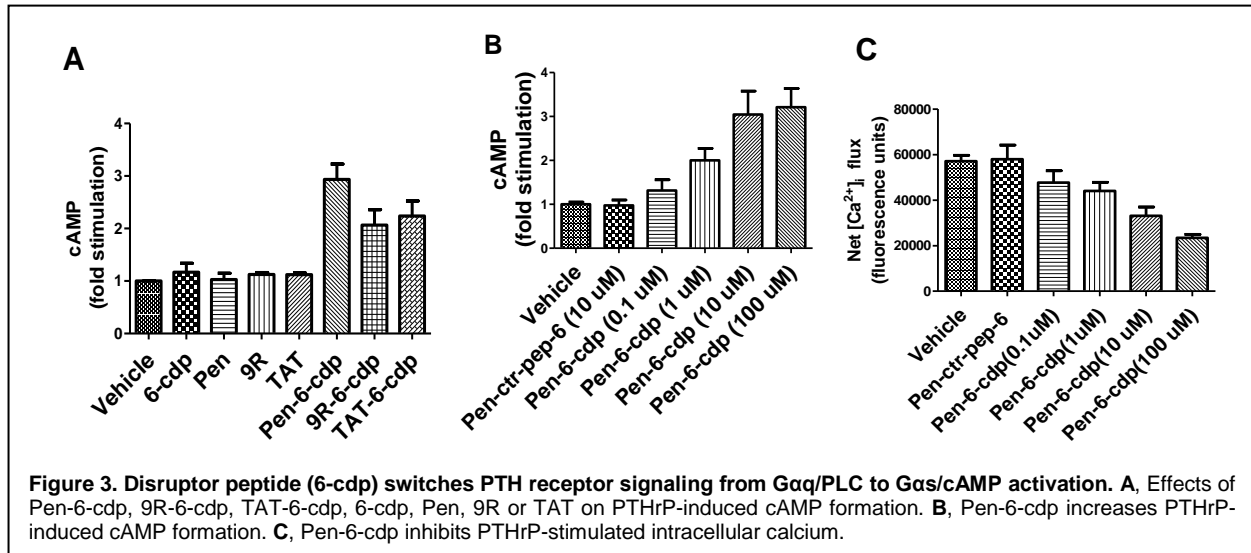 A
cAMP
(fold stimulation)
4
3
2
1
0
Vehicle
6-cdp
Pen
9R
TAT
Pen-6-cdp
9R-6-cdp
TAT-6-cdp
B
cAMP
(fold stimulation)
4
3
2
1
0
Vehicle
Pen-ctr-pep-6 (10 uM)
Pen-6-cdp (0.1 uM)
Pen-6-cdp (1 uM)
Pen-6-cdp (10 uM)
Pen-6-cdp (100 uM)
C
Net [Ca2+]i flux
(fluorescence units)
80000
60000
40000
20000
0
Vehicle
Pen-ctr-pep-6
Pen-6-cdp(0.1uM)
Pen-6-cdp(1uM)
Pen-6-cdp(10 uM)
Pen-6-cdp(100 uM)
Figure 3. Disruptor peptide (6-cdp) switches PTH receptor signaling from Gαq/PLC to Gαs/cAMP activation. A, Effects of
Pen-6-cdp, 9R-6-cdp, TAT-6-cdp, 6-cdp, Pen, 9R or TAT on PTHrP-induced cAMP formation. B, Pen-6-cdp increases PTHrP-
induced cAMP formation. C, Pen-6-cdp inhibits PTHrP-stimulated intracellular calcium.